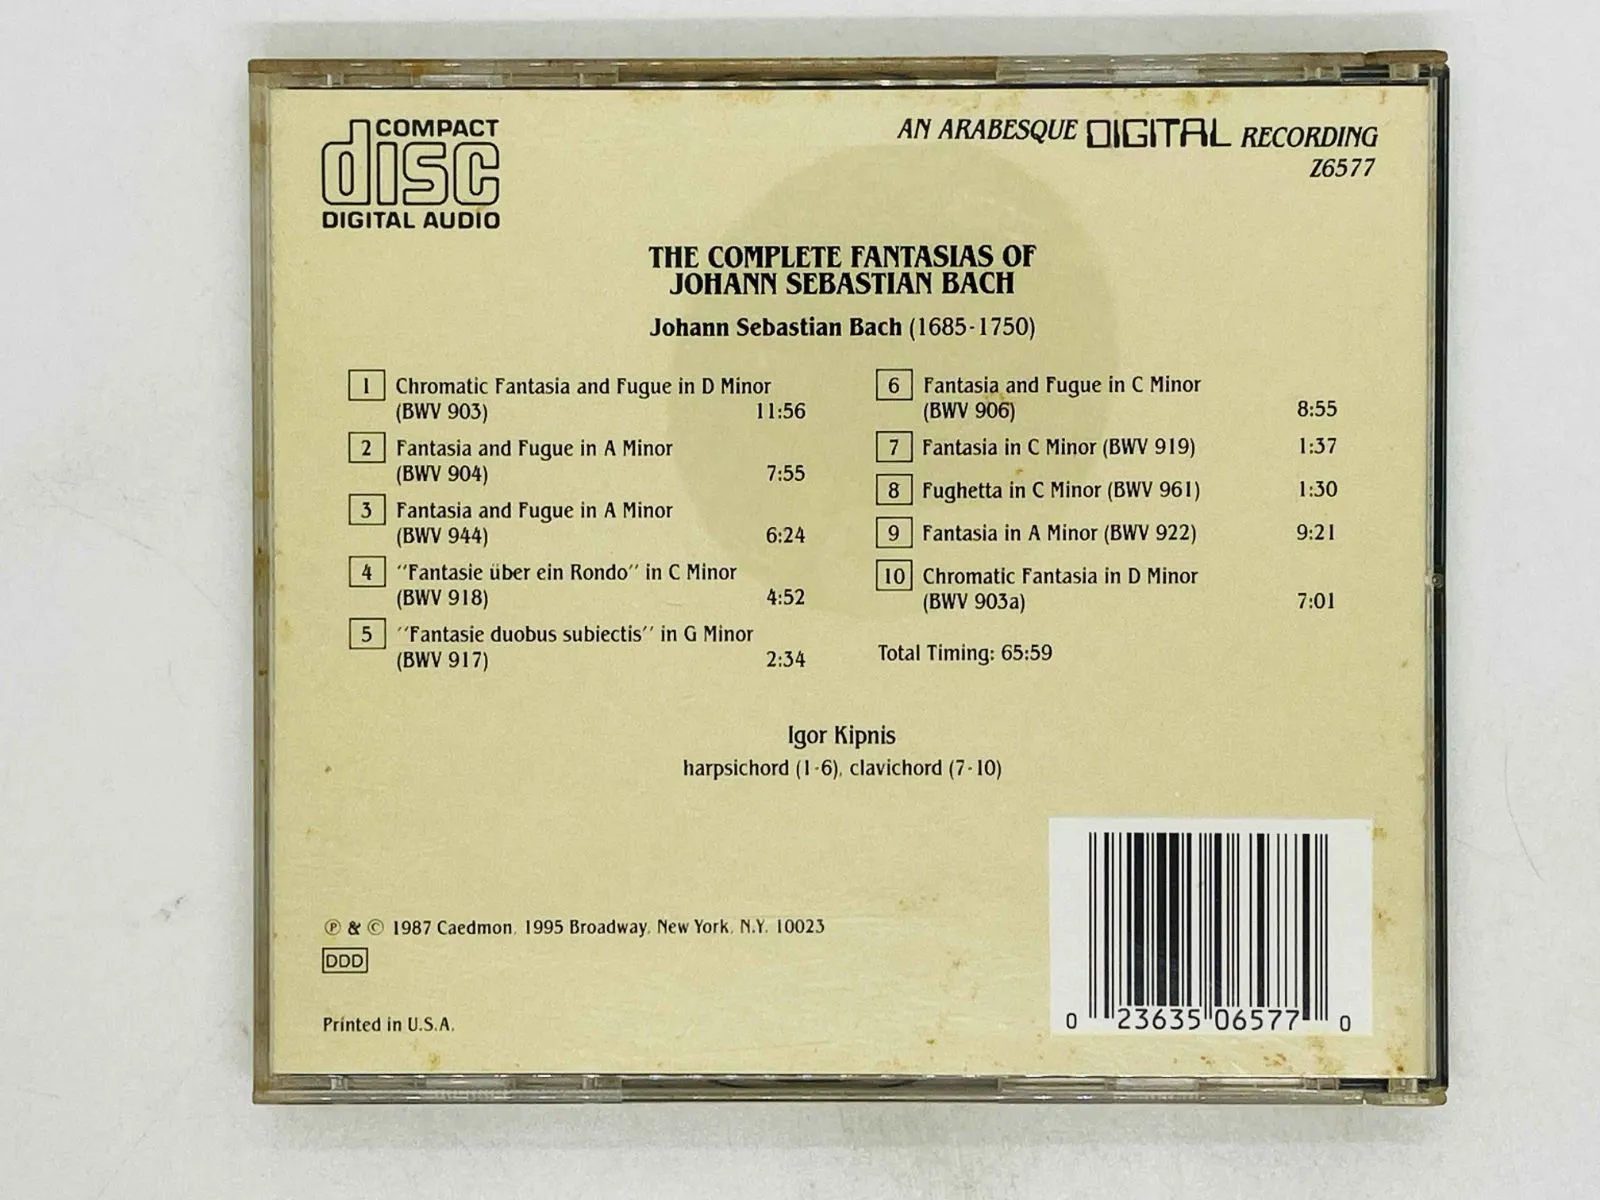 COMPACT
disc
DIGITAL AUDIO
AN ARABESQUE DIGITAL RECORDING
Z6577
THE COMPLETE FANTASIAS OF
JOHANN SEBASTIAN BACH
Johann Sebastian Bach (1685-1750)
1 Chromatic Fantasia and Fugue in D Minor
(BWV 903) 11:56
2 Fantasia and Fugue in A Minor
(BWV 904) 7:55
3 Fantasia and Fugue in A Minor
(BWV 944) 6:24
4 ''Fantasie über ein Rondo'' in C Minor
(BWV 918) 4:52
5 ''Fantasie duobus subiectis'' in G Minor
(BWV 917) 2:34
6 Fantasia and Fugue in C Minor
(BWV 906) 8:55
7 Fantasia in C Minor (BWV 919) 1:37
8 Fughetta in C Minor (BWV 961) 1:30
9 Fantasia in A Minor (BWV 922) 9:21
10 Chromatic Fantasia in D Minor
(BWV 903a) 7:01
Total Timing: 65:59
Igor Kipnis
harpsichord (1-6), clavichord (7-10)
℗ & © 1987 Caedmon, 1995 Broadway, New York, N.Y. 10023
DDD
Printed in U.S.A.
0 23635 06577 0